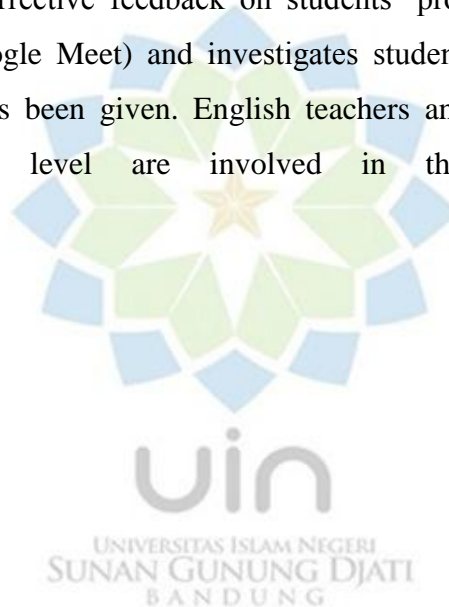 rrective feedback on students' pro
ogle Meet) and investigates studen
s been given. English teachers an
level are involved in th
uin
UNIVERSITAS ISLAM NEGERI
SUNAN GUNUNG DJATI
BANDUNG